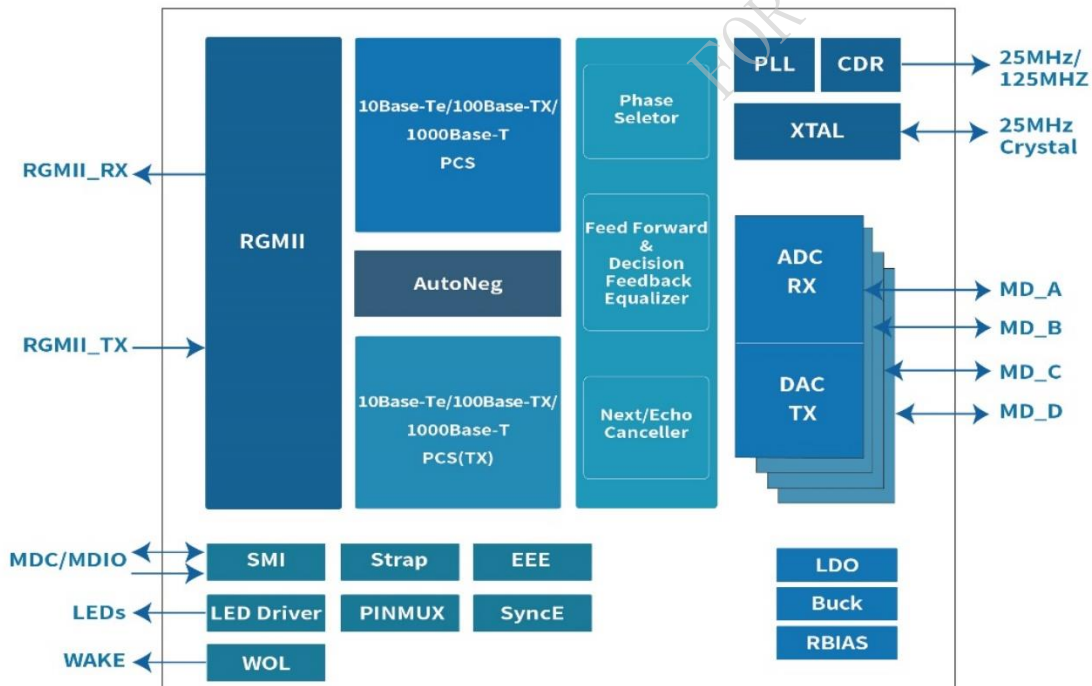 FOR
PLL
CDR
25MHz/
125MHZ
XTAL
25MHz
Crystal
10Base-Te/100Base-TX/
1000Base-T
PCS
Phase
Seletor
RGMII_RX
RGMII
AutoNeg
Feed Forward
&
Decision
Feedback
Equalizer
ADC
RX
MD_A
MD_B
RGMII_TX
DAC
TX
MD_C
MD_D
10Base-Te/100Base-TX/
1000Base-T
PCS(TX)
Next/Echo
Canceller
MDC/MDIO
SMI
Strap
EEE
LDO
LEDs
LED Driver
PINMUX
SyncE
Buck
WAKE
WOL
RBIAS